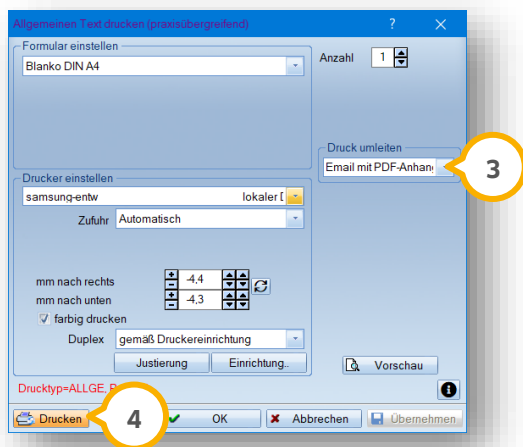 Allgemeinen Text drucken (praxisübergreifend) ?
Formular einstellen
Blanko DIN A4
Anzahl 1
Druck umleiten
Email mit PDF-Anhan
3
Drucker einstellen
samsung-entw lokaler
Zufuhr Automatisch
mm nach rechts -4,4
mm nach unten -4,3
farbig drucken
Duplex gemäß Druckereinrichtung
Justierung Einrichtung..
Vorschau
Drucktyp=ALLGE,
Drucken 4 OK Abbrechen Übernehmen